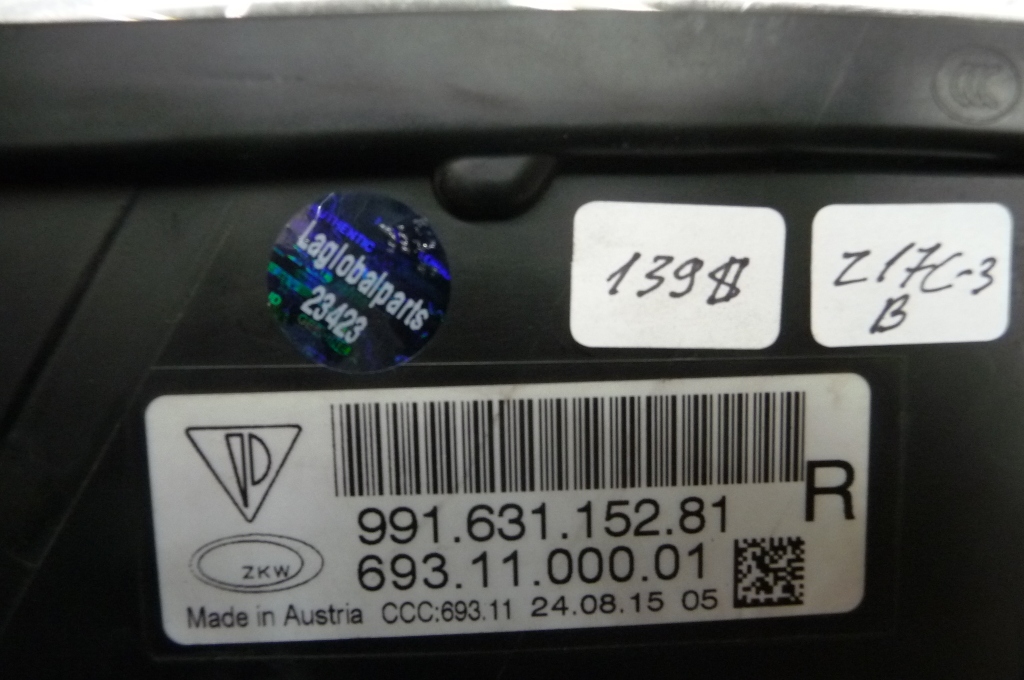 AUTHENTIC
Laglobalparts
23423
Z17C-3
B
R
991.631.152.81
693.11.000.01
ZKW
Made in Austria CCC:693.11 24.08.15 05